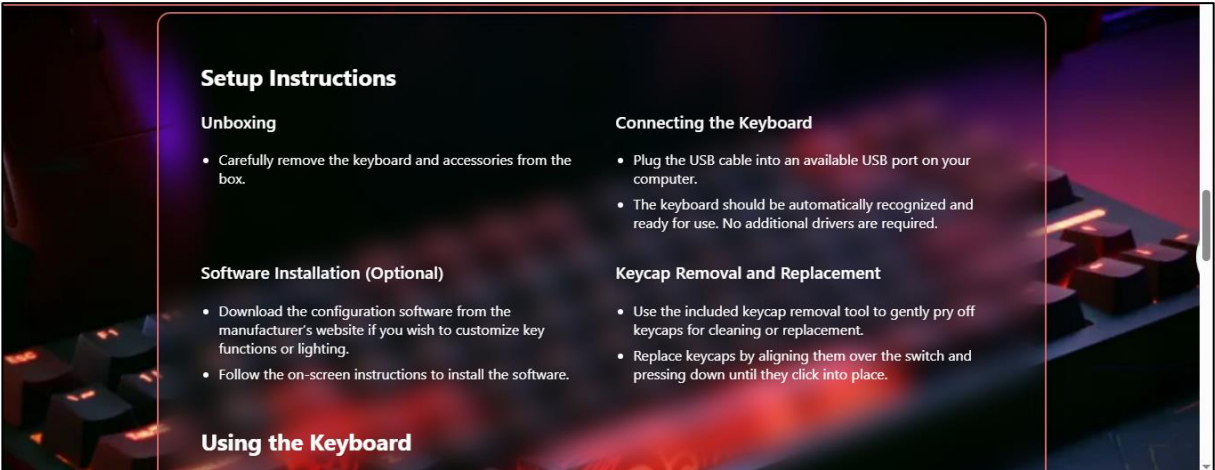 Setup Instructions
Unboxing
• Carefully remove the keyboard and accessories from the
box.
Connecting the Keyboard
• Plug the USB cable into an available USB port on your
computer.
• The keyboard should be automatically recognized and
ready for use. No additional drivers are required.
Software Installation (Optional)
• Download the configuration software from the
manufacturer's website if you wish to customize key
functions or lighting.
• Follow the on-screen instructions to install the software.
Keycap Removal and Replacement
• Use the included keycap removal tool to gently pry off
keycaps for cleaning or replacement.
• Replace keycaps by aligning them over the switch and
pressing down until they click into place.
Using the Keyboard
ESC
F1